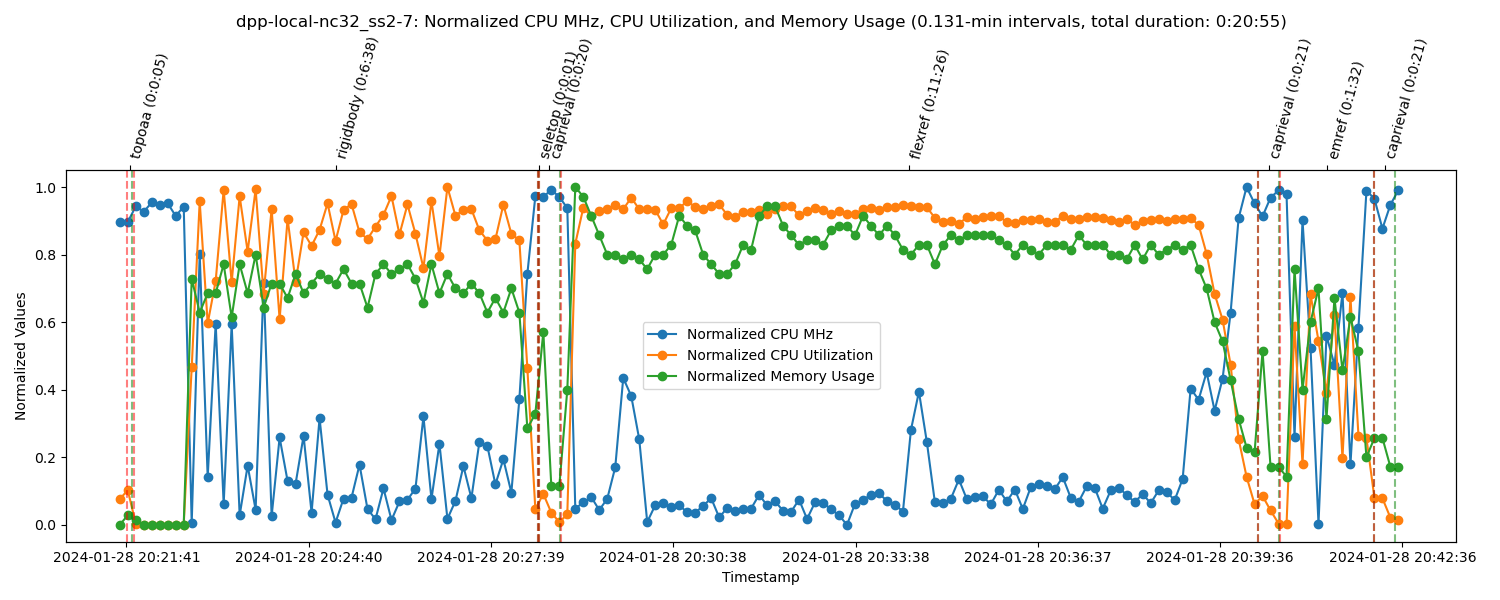 dpp-local-nc32_ss2-7: Normalized CPU MHz, CPU Utilization, and Memory Usage (0.131-min intervals, total duration: 0:20:55)
topoaa (0:0:05)
rigidbody (0:6:38)
seletop (0:0:01)
caprieval (0:0:20)
flexref (0:11:26)
caprieval (0:0:21)
emref (0:1:32)
caprieval (0:0:21)
Normalized Values
1.0
0.8
0.6
0.4
0.2
0.0
Normalized CPU MHz
Normalized CPU Utilization
Normalized Memory Usage
2024-01-28 20:21:41
2024-01-28 20:24:40
2024-01-28 20:27:39
2024-01-28 20:30:38
2024-01-28 20:33:38
2024-01-28 20:36:37
2024-01-28 20:39:36
2024-01-28 20:42:36
Timestamp